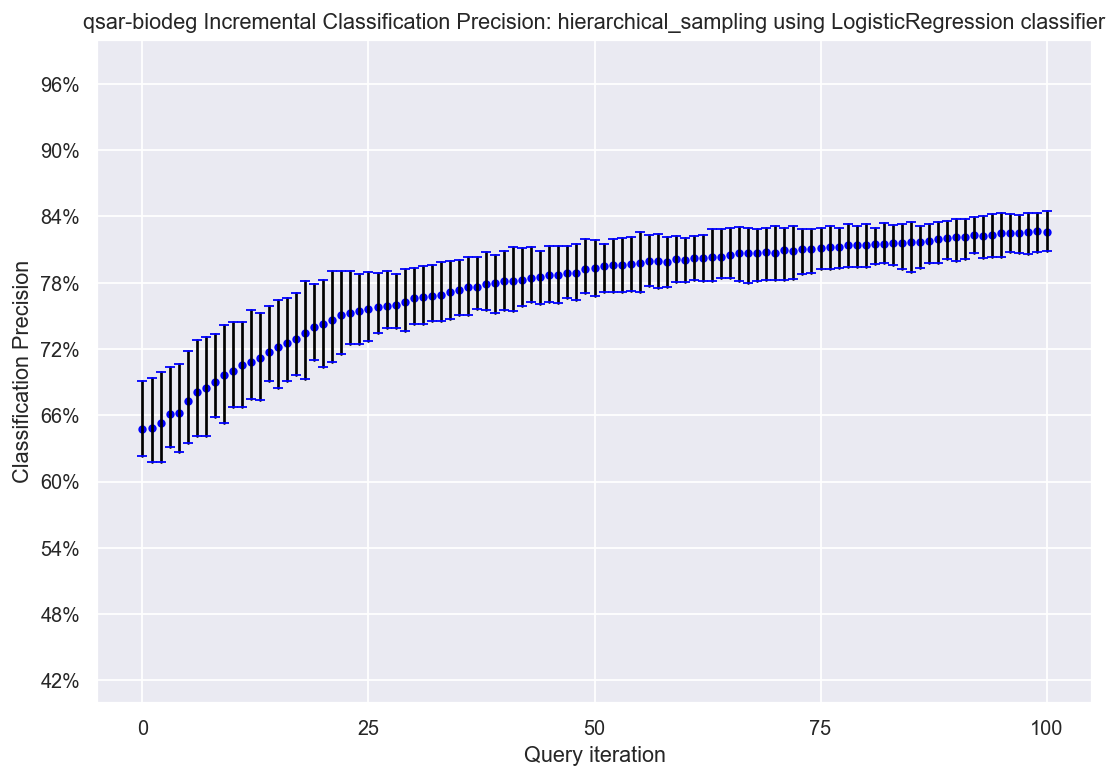 qsar-biodeg Incremental Classification Precision: hierarchical_sampling using LogisticRegression classifier
96%
90%
84%
78%
72%
66%
60%
54%
48%
42%
Classification Precision
0 25 50 75 100
Query iteration